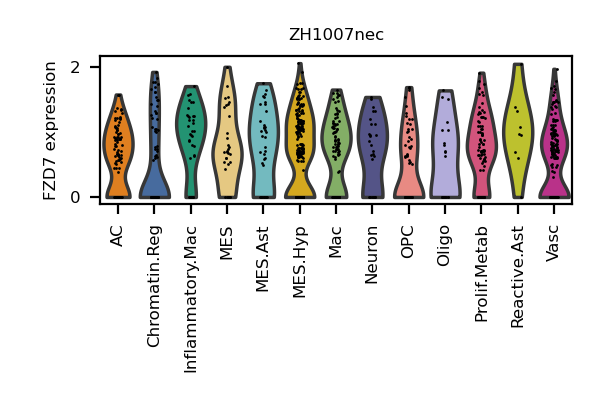 ZH1007nec
FZD7 expression
2
0
AC
Chromatin.Reg
Inflammatory.Mac
MES
MES.Ast
MES.Hyp
Mac
Neuron
OPC
Oligo
Prolif.Metab
Reactive.Ast
Vasc